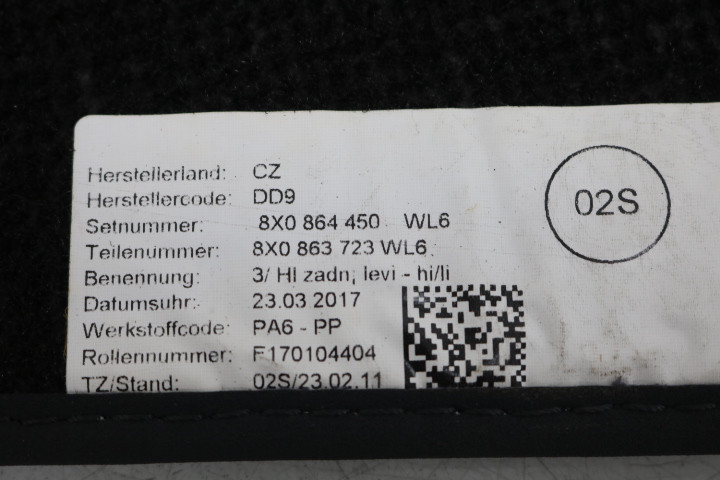 Herstellerland: CZ
Herstellercode: DD9
Setnummer: 8X0 864 450 WL6
Teilenummer: 8X0 863 723 WL6
Benennung: 3/ HI zadn, levi - hi/li
Datumsuhr: 23.03 2017
Werkstoffcode: PA6 - PP
Rollennummer: F170104404
TZ/Stand: 02S/23.02.11
02S